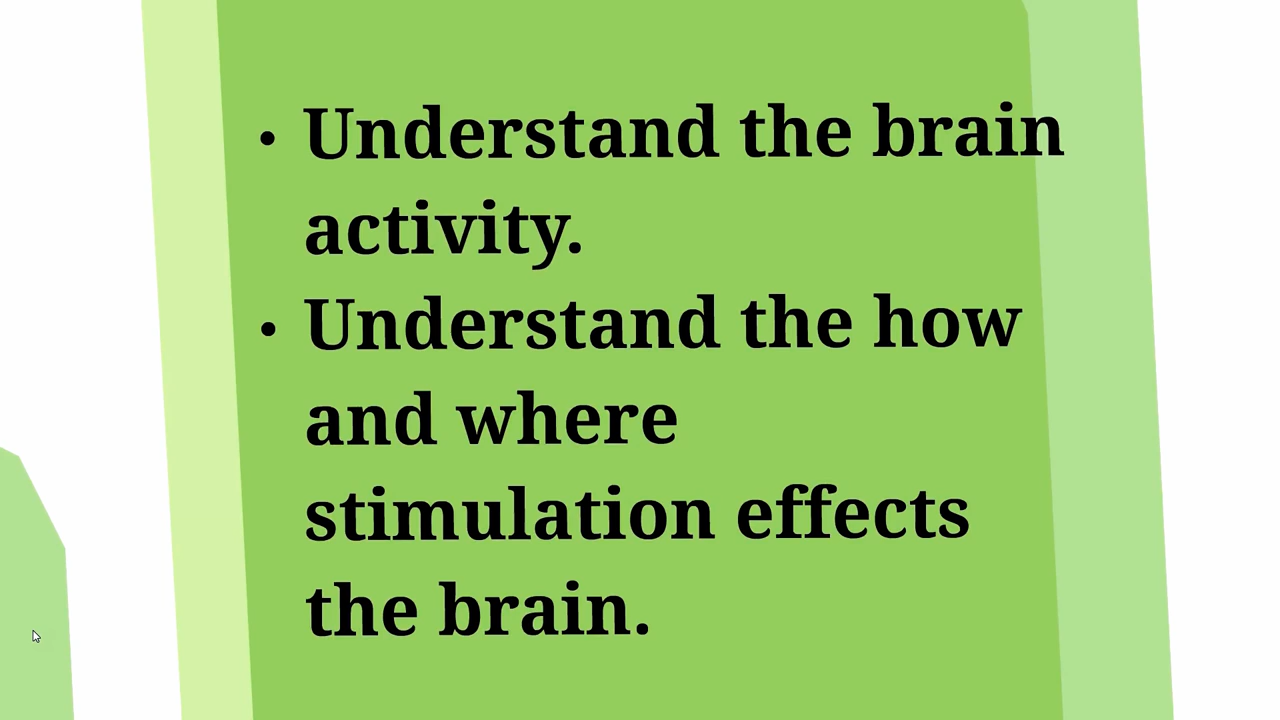 • Understand the brain
activity.
• Understand the how
and where
stimulation effects
the brain.